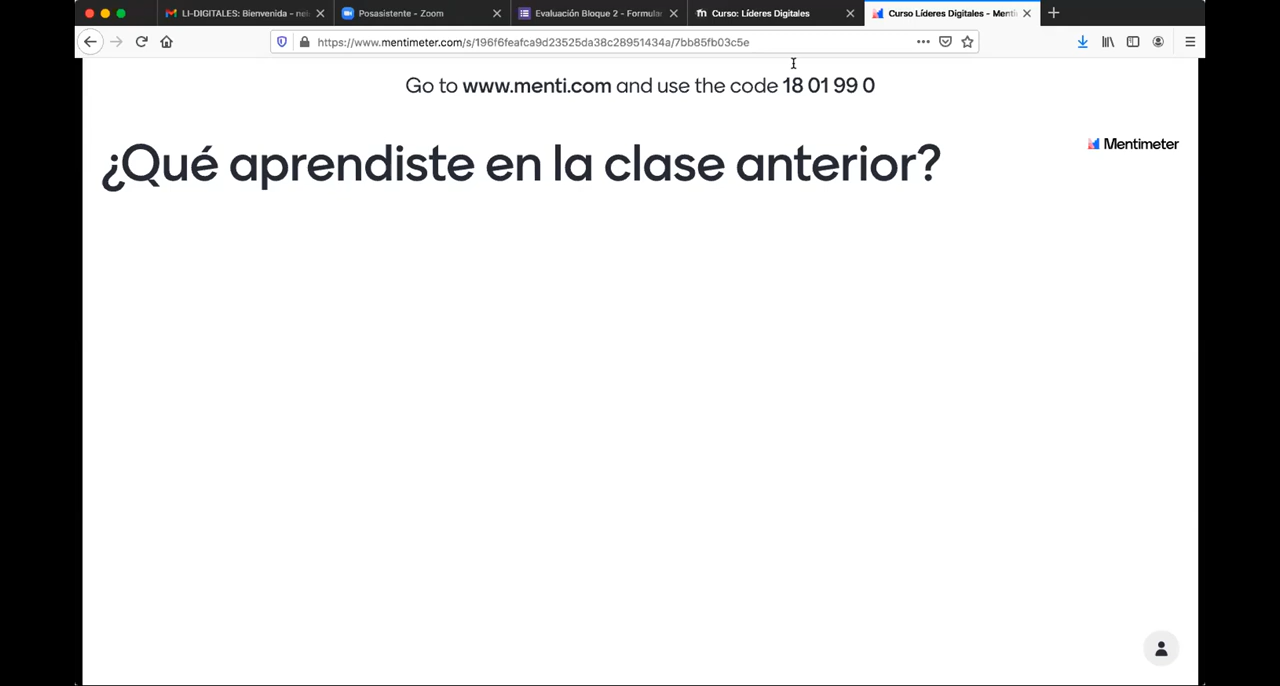 LI-DIGITALES: Bienvenida - nei
Posasistente - Zoom
Evaluación Bloque 2 - Formular
Curso: Líderes Digitales
Curso Líderes Digitales - Menti
https://www.mentimeter.com/s/196f6feafca9d23525da38c28951434a/7bb85fb03c5e
Go to www.menti.com and use the code 18 01 99 0
Mentimeter
¿Qué aprendiste en la clase anterior?